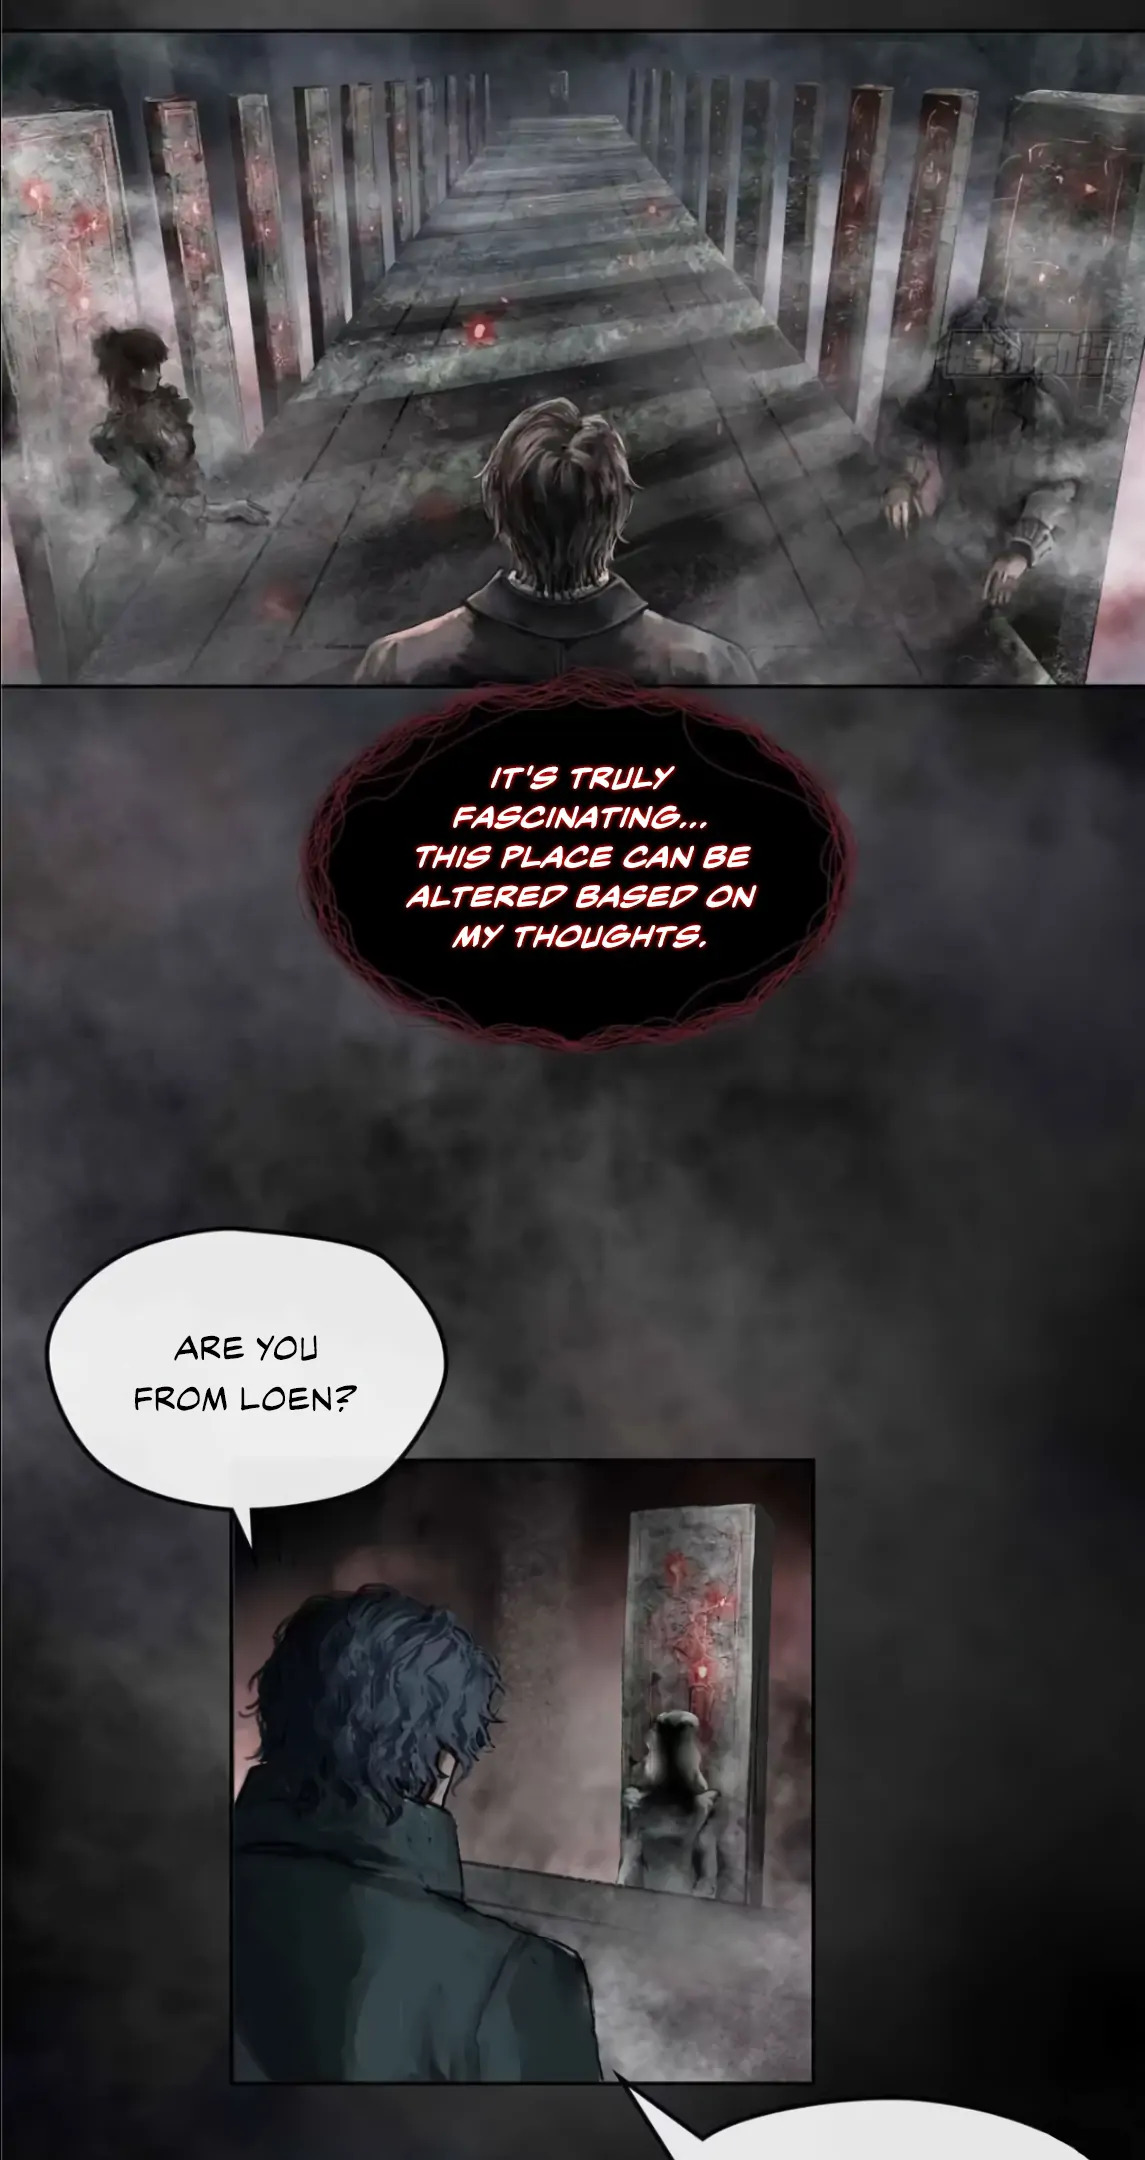 IT'S TRULY
FASCINATING...
THIS PLACE CAN BE
ALTERED BASED ON
MY THOUGHTS.
ARE YOU
FROM LOEN?